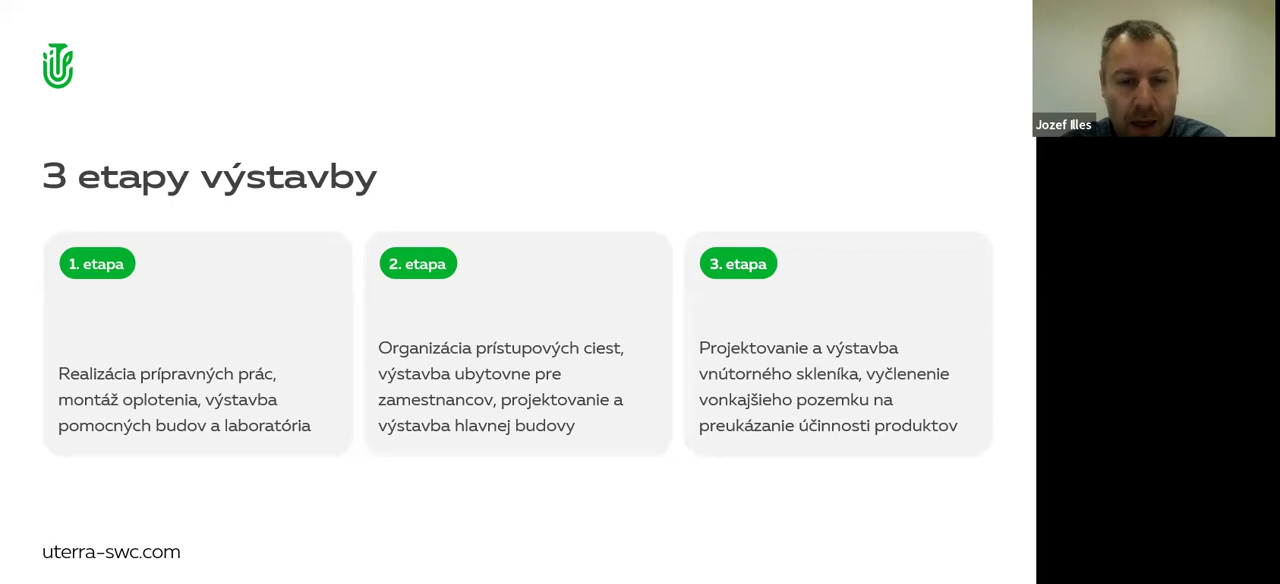 Jozef Illes
3 etapy výstavby
1. etapa
Realizácia prípravných prác,
montáž oplotenia, výstavba
pomocných budov a laboratória
2. etapa
Organizácia prístupových ciest,
výstavba ubytovne pre
zamestnancov, projektovanie a
výstavba hlavnej budovy
3. etapa
Projektovanie a výstavba
vnútorného skleníka, vyčlenenie
vonkajšieho pozemku na
preukázanie účinnosti produktov
uterra-swc.com